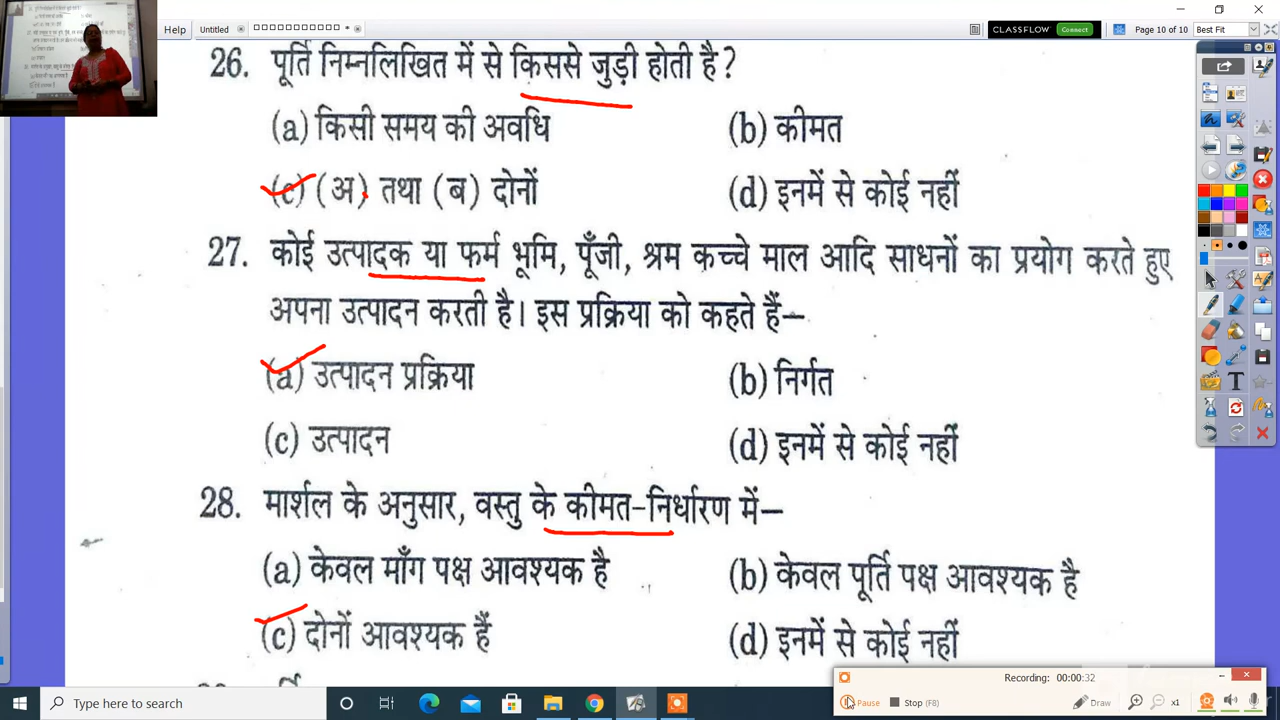 Help
Untitled
CLASSFLOW Connect
Page 10 of 10
Best Fit
26. पूर्ति निम्नलिखित में से किससे जुड़ी होती है?
(a) किसी समय की अवधि (b) कीमत
(c) (अ) तथा (ब) दोनों (d) इनमें से कोई नहीं
27. कोई उत्पादक या फर्म भूमि, पूँजी, श्रम कच्चे माल आदि साधनों का प्रयोग करते हुए
अपना उत्पादन करती है। इस प्रक्रिया को कहते हैं—
(a) उत्पादन प्रक्रिया (b) निर्गत
(c) उत्पादन (d) इनमें से कोई नहीं
28. मार्शल के अनुसार, वस्तु के कीमत-निर्धारण में—
(a) केवल माँग पक्ष आवश्यक है (b) केवल पूर्ति पक्ष आवश्यक है
(c) दोनों आवश्यक हैं (d) इनमें से कोई नहीं
Recording: 00:00:32
Pause Stop (F8) Draw x1
Type here to search